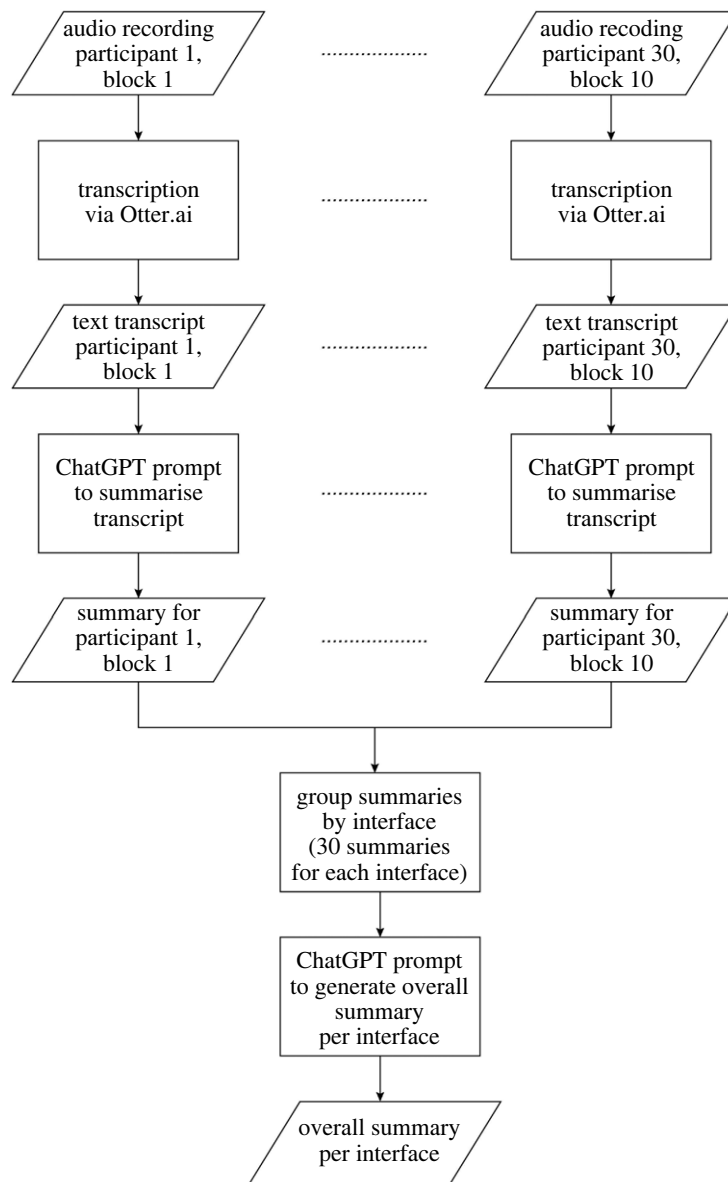 audio recording
participant 1,
block 1
....................
audio recoding
participant 30,
block 10
transcription
via Otter.ai
....................
transcription
via Otter.ai
text transcript
participant 1,
block 1
....................
text transcript
participant 30,
block 10
ChatGPT prompt
to summarise
transcript
....................
ChatGPT prompt
to summarise
transcript
summary for
participant 1,
block 1
....................
summary for
participant 30,
block 10
group summaries
by interface
(30 summaries
for each interface)
ChatGPT prompt
to generate overall
summary
per interface
overall summary
per interface